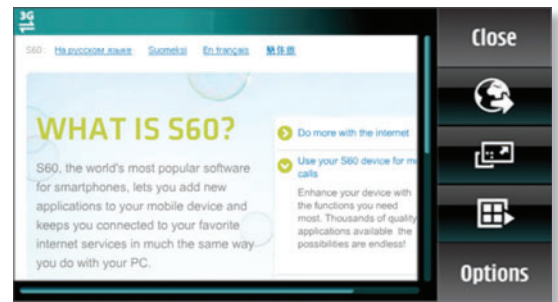 3G
Close
S60: На русском языке Suomeksi En français
WHAT IS S60?
S60, the world's most popular software
for smartphones, lets you add new
applications to your mobile device and
keeps you connected to your favorite
internet services in much the same way
you do with your PC.
Do more with the internet
Use your S60 device for m
calls
Enhance your device with
the functions you need
most. Thousands of quality
applications available the
possibilities are endless!
Options